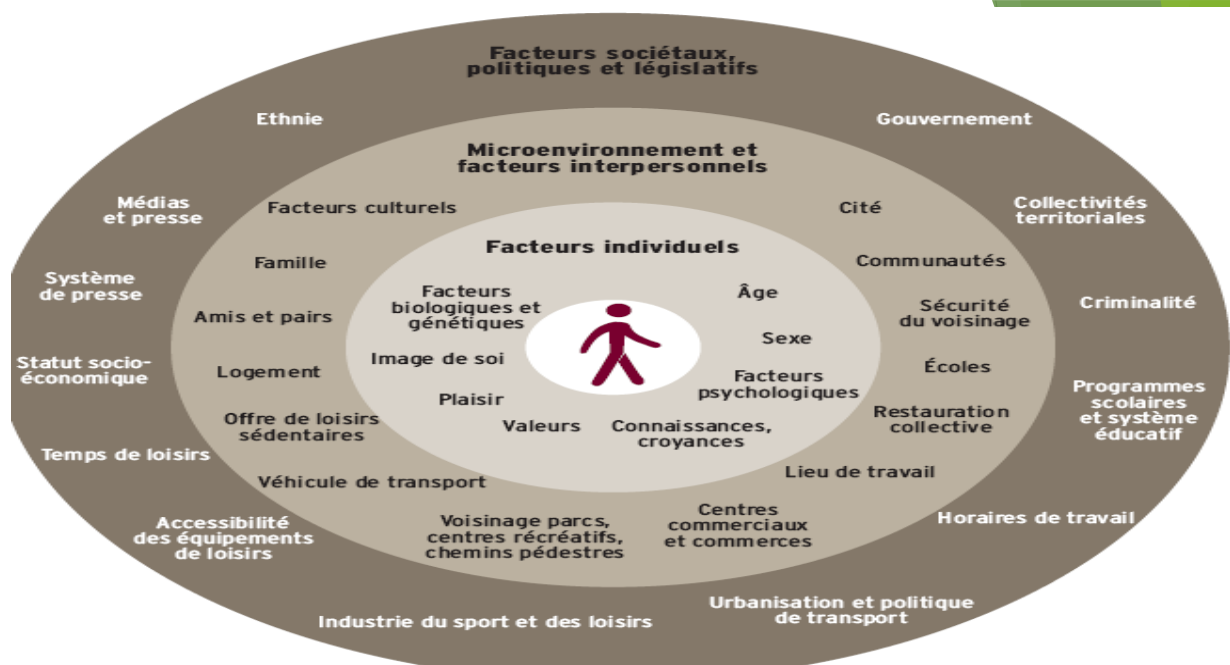 Facteurs sociétaux,
politiques et législatifs
Ethnie
Gouvernement
Médias
et presse
Collectivités
territoriales
Système
de presse
Criminalité
Statut socio-
économique
Programmes
scolaires
et système
éducatif
Temps de loisirs
Horaires de travail
Accessibilité
des équipements
de loisirs
Urbanisation et politique
de transport
Industrie du sport et des loisirs
Microenvironnement et
facteurs interpersonnels
Facteurs culturels
Cité
Famille
Communautés
Amis et pairs
Sécurité
du voisinage
Logement
Écoles
Offre de loisirs
sédentaires
Restauration
collective
Véhicule de transport
Lieu de travail
Voisinage parcs,
centres récréatifs,
chemins pédestres
Centres
commerciaux
et commerces
Facteurs individuels
Facteurs
biologiques et
génétiques
Âge
Image de soi
Sexe
Plaisir
Facteurs
psychologiques
Valeurs
Connaissances,
croyances